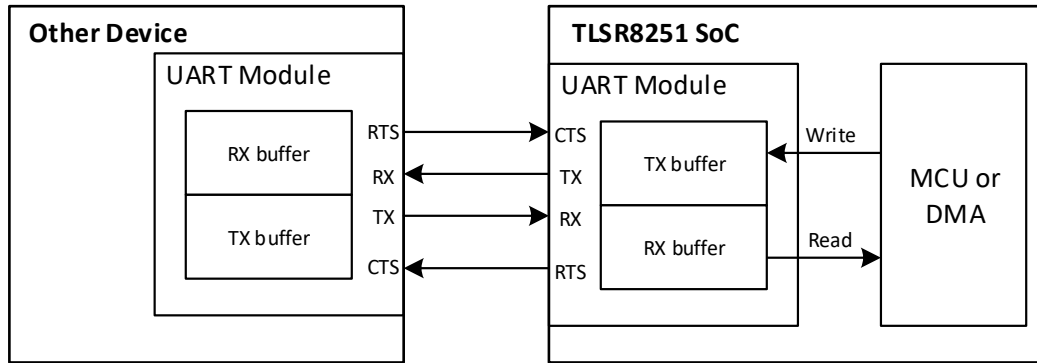 Other Device
UART Module
RX buffer
TX buffer
RTS
RX
TX
CTS
TLSR8251 SoC
UART Module
CTS
TX
RX
RTS
TX buffer
RX buffer
Write
Read
MCU or
DMA